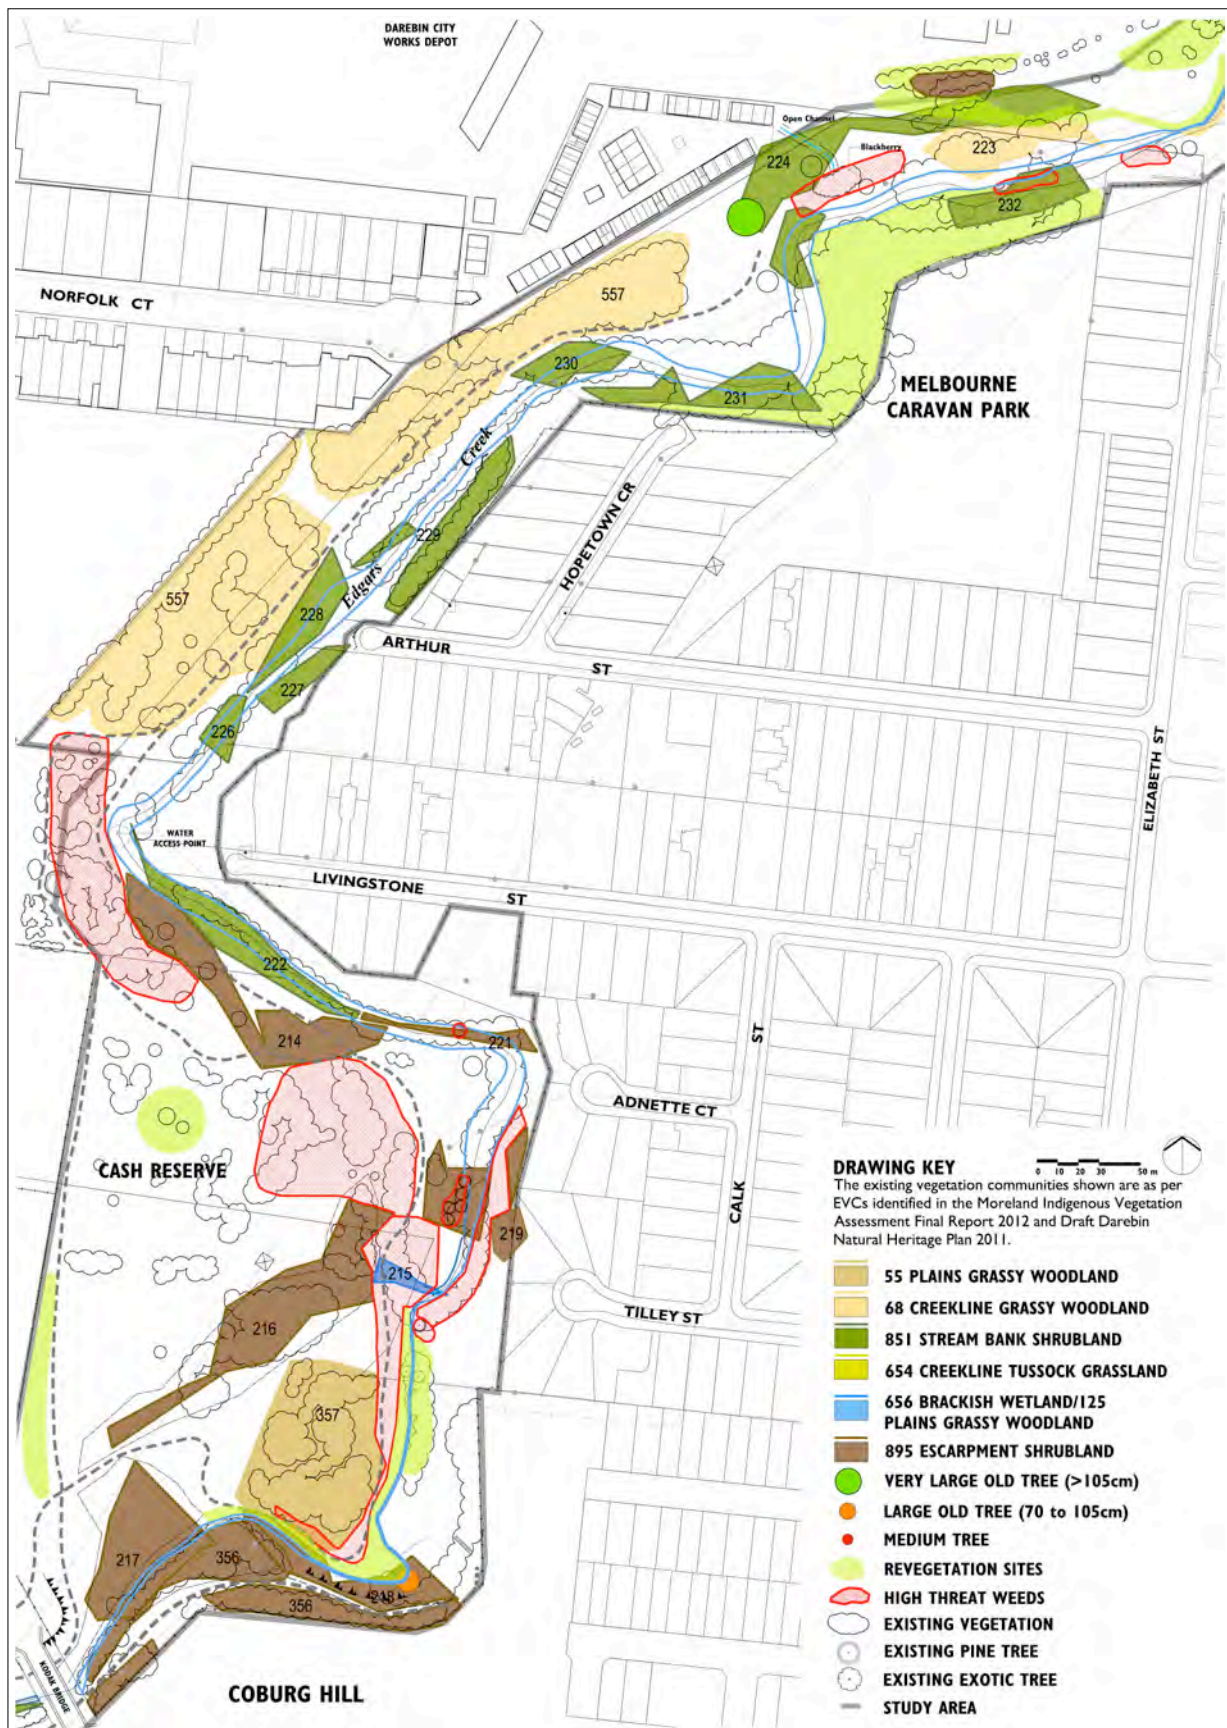 DAREBIN CITY
WORKS DEPOT
Open Channel
Blackberry
224
223
232
557
NORFOLK CT
230
231
MELBOURNE
CARAVAN PARK
Creek
229
HOPETOWN CR
Edgars
557
228
ARTHUR
ST
227
226
ELIZABETH ST
WATER
ACCESS POINT
LIVINGSTONE
ST
222
214
221
ST
CALK
ADNETTE CT
CASH RESERVE
219
215
TILLEY ST
216
357
217
356
218
356
KODAK BRIDGE
COBURG HILL
DRAWING KEY
0 10 20 30 50 m
The existing vegetation communities shown are as per
EVCs identified in the Moreland Indigenous Vegetation
Assessment Final Report 2012 and Draft Darebin
Natural Heritage Plan 2011.
55 PLAINS GRASSY WOODLAND
68 CREEKLINE GRASSY WOODLAND
851 STREAM BANK SHRUBLAND
654 CREEKLINE TUSSOCK GRASSLAND
656 BRACKISH WETLAND/125
PLAINS GRASSY WOODLAND
895 ESCARPMENT SHRUBLAND
VERY LARGE OLD TREE (>105cm)
LARGE OLD TREE (70 to 105cm)
MEDIUM TREE
REVEGETATION SITES
HIGH THREAT WEEDS
EXISTING VEGETATION
EXISTING PINE TREE
EXISTING EXOTIC TREE
STUDY AREA